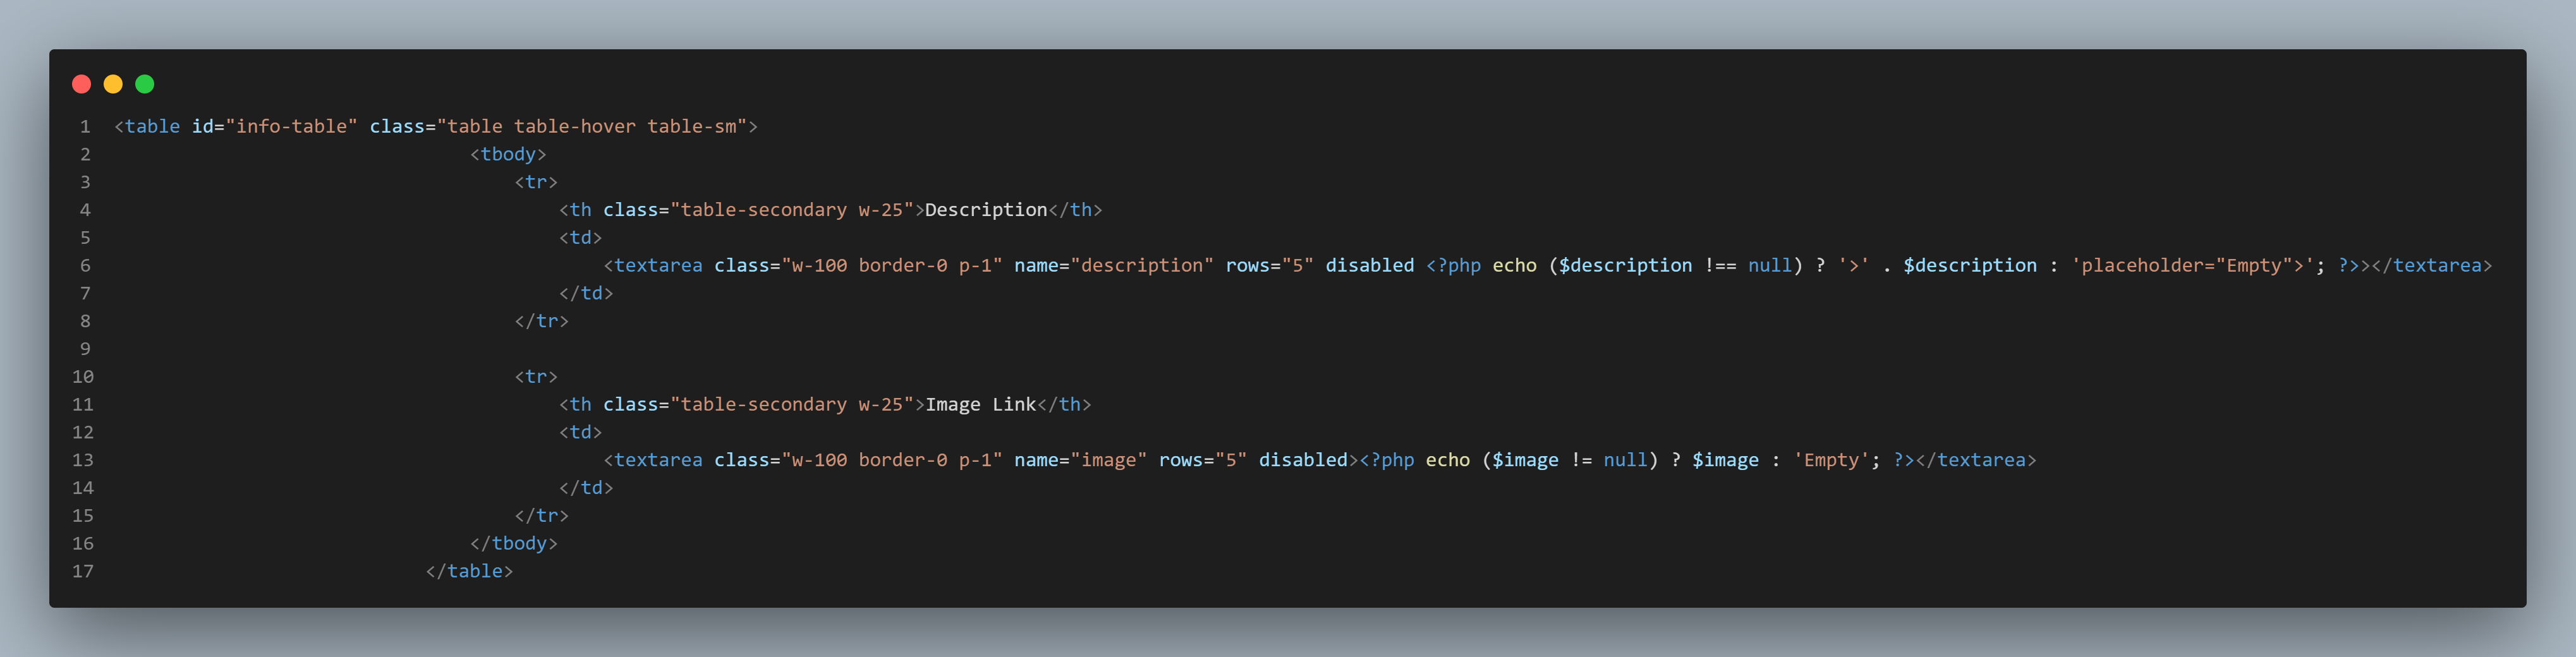 1 <table id="info-table" class="table table-hover table-sm">
2 <tbody>
3 <tr>
4 <th class="table-secondary w-25">Description</th>
5 <td>
6 <textarea class="w-100 border-0 p-1" name="description" rows="5" disabled <?php echo ($description !== null) ? '>' . $description : 'placeholder="Empty">'; ?>></textarea>
7 </td>
8 </tr>
9
10 <tr>
11 <th class="table-secondary w-25">Image Link</th>
12 <td>
13 <textarea class="w-100 border-0 p-1" name="image" rows="5" disabled><?php echo ($image != null) ? $image : 'Empty'; ?></textarea>
14 </td>
15 </tr>
16 </tbody>
17 </table>